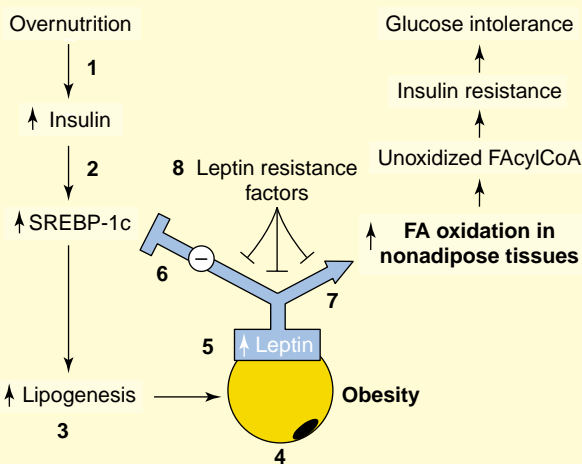 Overnutrition
1
Insulin
2
SREBP-1c
Lipogenesis
3
8 Leptin resistance
factors
6
−
7
5
Leptin
Obesity
4
Glucose intolerance
Insulin resistance
Unoxidized FAcylCoA
FA oxidation in
nonadipose tissues